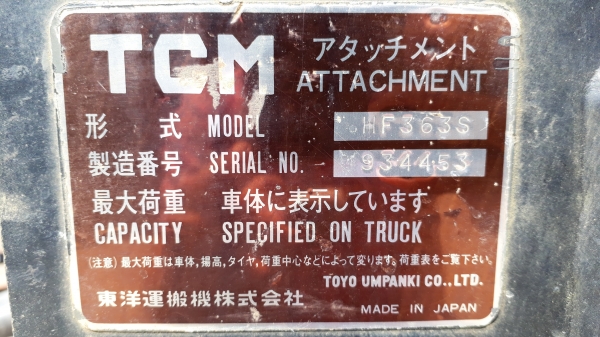 TCM アタッチメント
ATTACHMENT
形 式 MODEL HF363S
製造番号 SERIAL NO. 934453
最大荷重 車体に表示しています
CAPACITY SPECIFIED ON TRUCK
(注意) 最大荷重は車体、揚高、タイヤ、荷重中心などによって変ります。荷重表をご覧下さい。
TOYO UMPANKI CO., LTD.
東洋運搬機株式会社
MADE IN JAPAN